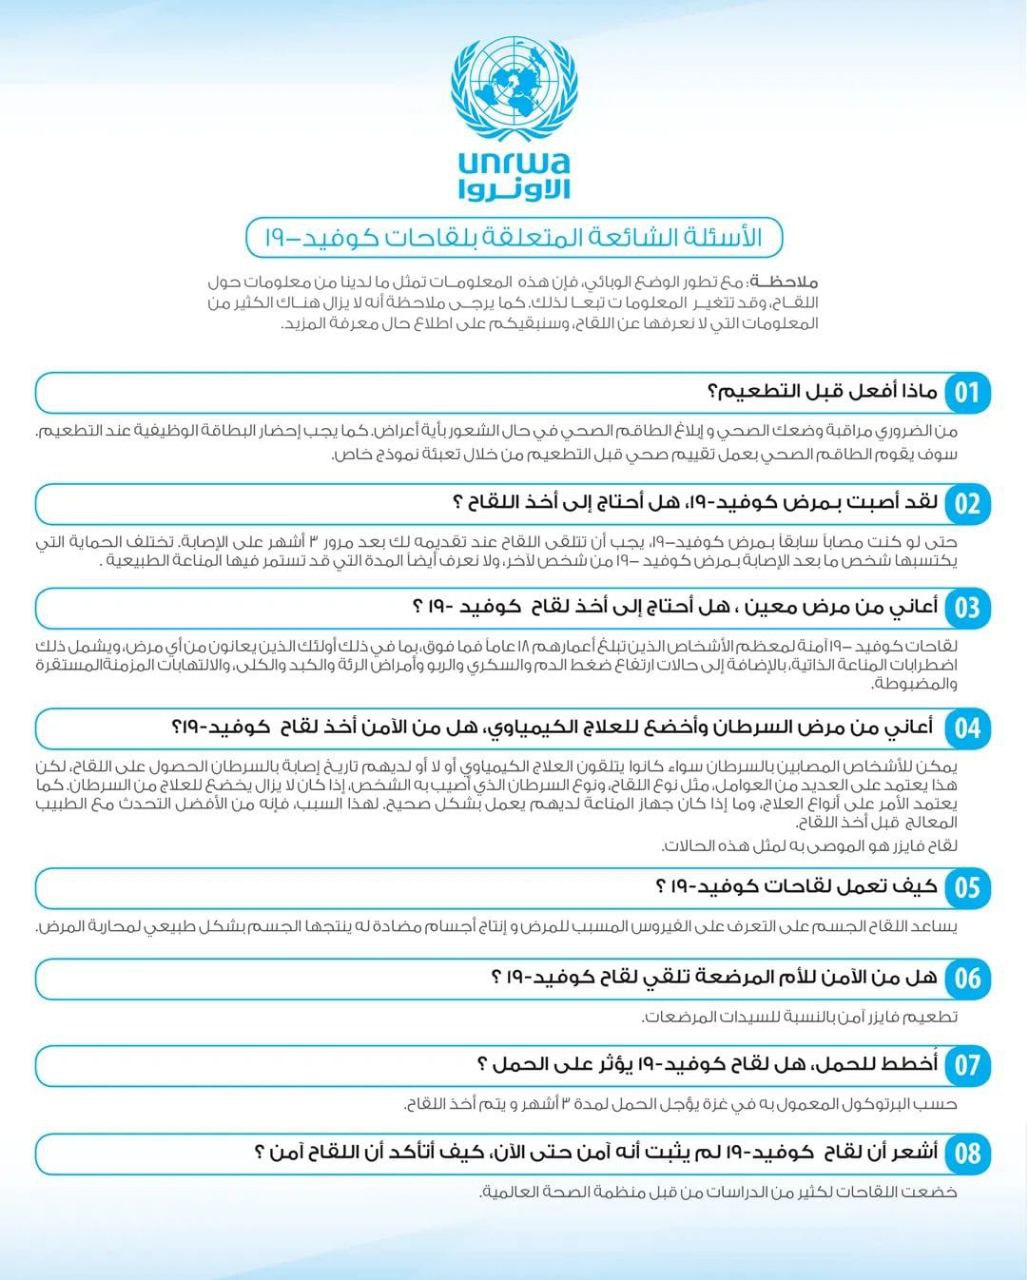 unrwa
الاونروا
الأسئلة الشائعة المتعلقة بلقاحات كوفيد–١٩
ملاحظة: مع تطور الوضع الوبائي، فإن هذه المعلومات تمثل ما لدينا من معلومات حول
اللقاح، وقد تتغير المعلوما ت تبعا لذلك. كما يرجى ملاحظة أنه لا يزال هناك الكثير من
المعلومات التي لا نعرفها عن اللقاح، وسنبقيكم على اطلاع حال معرفة المزيد.
01 ماذا أفعل قبل التطعيم؟
من الضروري مراقبة وضعك الصحي و إبلاغ الطاقم الصحي في حال الشعور بأية أعراض. كما يجب إحضار البطاقة الوظيفية عند التطعيم.
سوف يقوم الطاقم الصحي بعمل تقييم صحي قبل التطعيم من خلال تعبئة نموذج خاص.
02 لقد أصبت بمرض كوفيد-١٩، هل أحتاج إلى أخذ اللقاح ؟
حتى لو كنت مصاباً سابقاً بمرض كوفيد–١٩، يجب أن تتلقى اللقاح عند تقديمه لك بعد مرور ٣ أشهر على الإصابة. تختلف الحماية التي
يكتسبها شخص ما بعد الإصابة بمرض كوفيد –١٩ من شخص لآخر، ولا نعرف أيضاً المدة التي قد تستمر فيها المناعة الطبيعية .
03 أعاني من مرض معين ، هل أحتاج إلى أخذ لقاح كوفيد -١٩ ؟
لقاحات كوفيد –١٩ آمنة لمعظم الأشخاص الذين تبلغ أعمارهم ١٨ عاماً فما فوق، بما في ذلك أولئك الذين يعانون من أي مرض، ويشمل ذلك
اضطرابات المناعة الذاتية، بالإضافة إلى حالات ارتفاع ضغط الدم والسكري والربو وأمراض الرئة والكبد والكلى، والالتهابات المزمنة المستقرة
والمضبوطة.
04 أعاني من مرض السرطان وأخضع للعلاج الكيمياوي، هل من الآمن أخذ لقاح كوفيد-١٩؟
يمكن للأشخاص المصابين بالسرطان سواء كانوا يتلقون العلاج الكيمياوي أو لا أو لديهم تاريخ إصابة بالسرطان الحصول على اللقاح، لكن
هذا يعتمد على العديد من العوامل، مثل نوع اللقاح، ونوع السرطان الذي أصيب به الشخص، إذا كان لا يزال يخضع للعلاج من السرطان. كما
يعتمد الأمر على أنواع العلاج، وما إذا كان جهاز المناعة لديهم يعمل بشكل صحيح. لهذا السبب، فإنه من الأفضل التحدث مع الطبيب
المعالج قبل أخذ اللقاح.
لقاح فايزر هو الموصى به لمثل هذه الحالات.
05 كيف تعمل لقاحات كوفيد-١٩ ؟
يساعد اللقاح الجسم على التعرف على الفيروس المسبب للمرض و إنتاج أجسام مضادة له ينتجها الجسم بشكل طبيعي لمحاربة المرض.
06 هل من الآمن للأم المرضعة تلقي لقاح كوفيد-١٩ ؟
تطعيم فايزر آمن بالنسبة للسيدات المرضعات.
07 أُخطط للحمل، هل لقاح كوفيد-١٩ يؤثر على الحمل ؟
حسب البرتوكول المعمول به في غزة يؤجل الحمل لمدة ٣ أشهر و يتم أخذ اللقاح.
08 أشعر أن لقاح كوفيد-١٩ لم يثبت أنه آمن حتى الآن، كيف أتأكد أن اللقاح آمن ؟
خضعت اللقاحات لكثير من الدراسات من قبل منظمة الصحة العالمية.